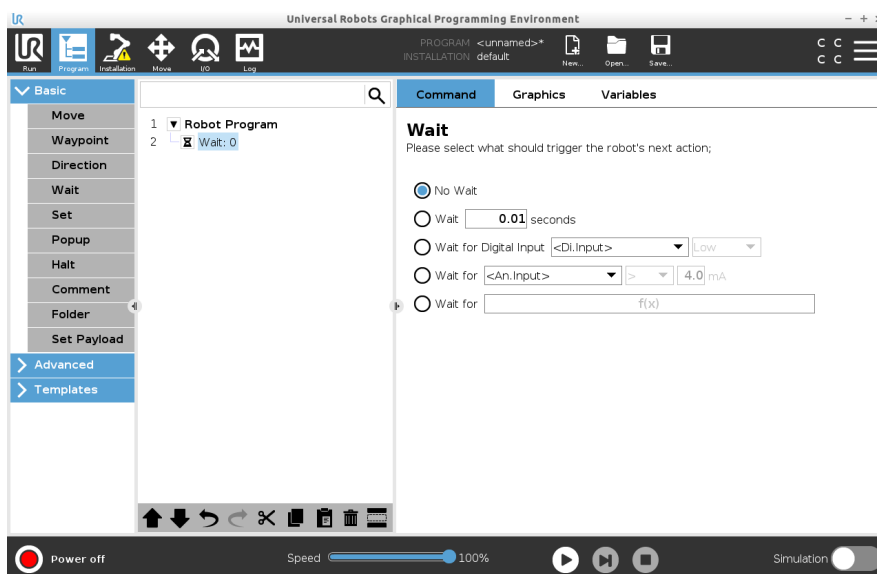 Universal Robots Graphical Programming Environment
UR
Run
Program
Installation
Move
I/O
Log
PROGRAM <unnamed>*
INSTALLATION default
New...
Open...
Save...
C C
C C
Basic
Move
Waypoint
Direction
Wait
Set
Popup
Halt
Comment
Folder
Set Payload
Advanced
Templates
1 Robot Program
2 Wait: 0
Command Graphics Variables
Wait
Please select what should trigger the robot's next action;
No Wait
Wait 0.01 seconds
Wait for Digital Input <Di.Input> Low
Wait for <An.Input> > 4.0 mA
Wait for f(x)
Power off
Speed 100%
Simulation